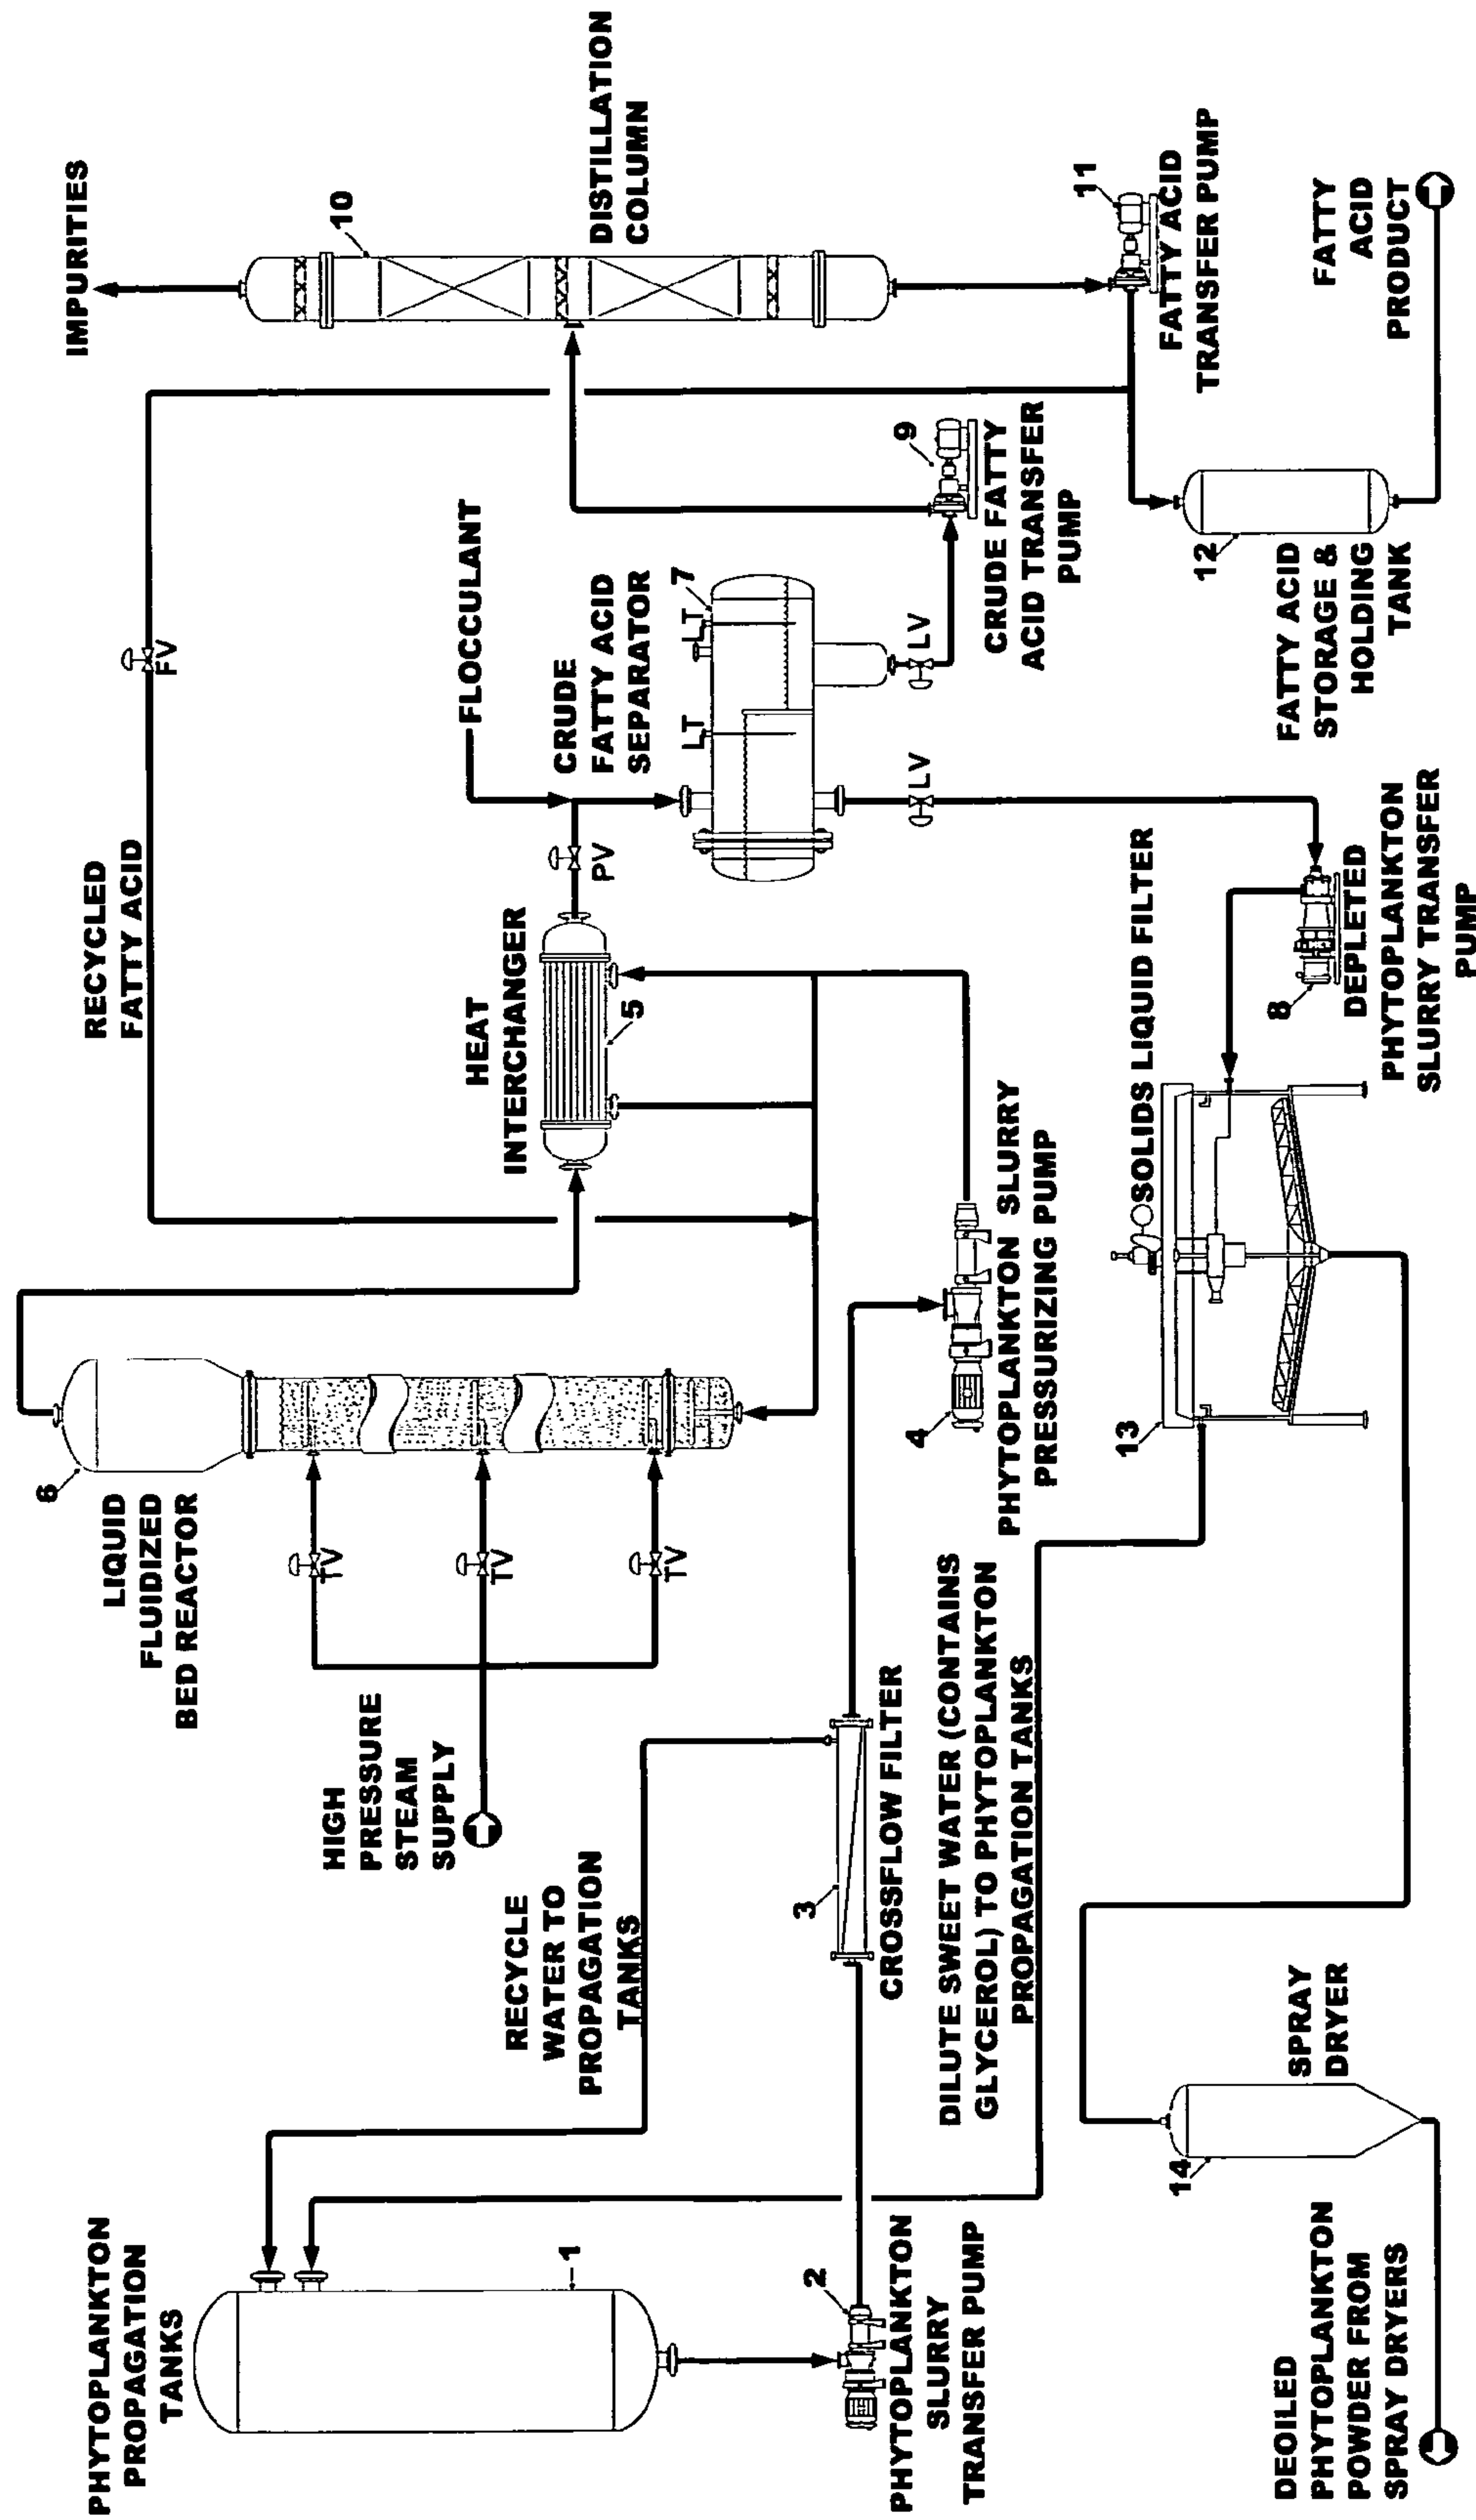 IMPURITIES
10
DISTILLATION
COLUMN
11
FATTY ACID
TRANSFER PUMP
FATTY
ACID
PRODUCT
RECYCLED
FATTY ACID
FV
FLOCCULANT
CRUDE
FATTY ACID
SEPARATOR
7
LT
LT
LV
LV
9
CRUDE FATTY
ACID TRANSFER
PUMP
12
FATTY ACID
STORAGE &
HOLDING
TANK
HEAT
INTERCHANGER
5
PV
8
DEPLETED
PHYTOPLANKTON
SLURRY TRANSFER
PUMP
6
LIQUID
FLUIDIZED
BED REACTOR
TV
TV
TV
HIGH
PRESSURE
STEAM
SUPPLY
4
PHYTOPLANKTON SLURRY
PRESSURIZING PUMP
SOLIDS LIQUID FILTER
13
RECYCLE
WATER TO
PROPAGATION
TANKS
3
CROSSFLOW FILTER
DILUTE SWEET WATER (CONTAINS
GLYCEROL) TO PHYTOPLANKTON
PROPAGATION TANKS
PHYTOPLANKTON
PROPAGATION
TANKS
1
2
PHYTOPLANKTON
SLURRY
TRANSFER PUMP
SPRAY
DRYER
14
DEOILED
PHYTOPLANKTON
POWDER FROM
SPRAY DRYERS